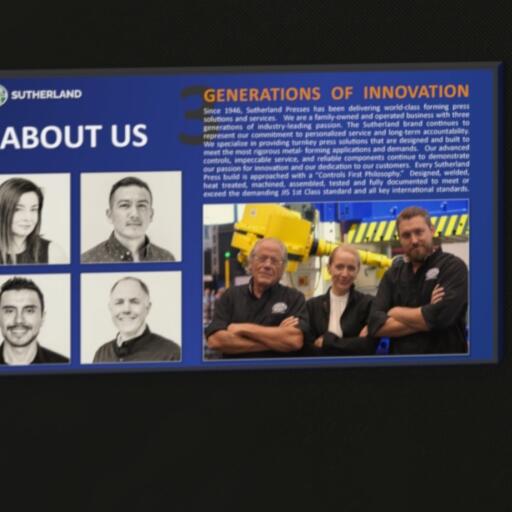 SUTHERLAND
ABOUT US
3 GENERATIONS OF INNOVATION
Since 1946, Sutherland Presses has been delivering world-class forming press
solutions and services. We are a family-owned and operated business with three
generations of industry-leading passion. The Sutherland brand continues to
represent our commitment to personalized service and long-term accountability.
We specialize in providing turnkey press solutions that are designed and built to
meet the most rigorous metal- forming applications and demands. Our advanced
controls, impeccable service, and reliable components continue to demonstrate
our passion for innovation and our dedication to our customers. Every Sutherland
Press build is approached with a "Controls First Philosophy." Designed, welded,
heat treated, machined, assembled, tested and fully documented to meet or
exceed the demanding JIS 1st Class standard and all key international standards.